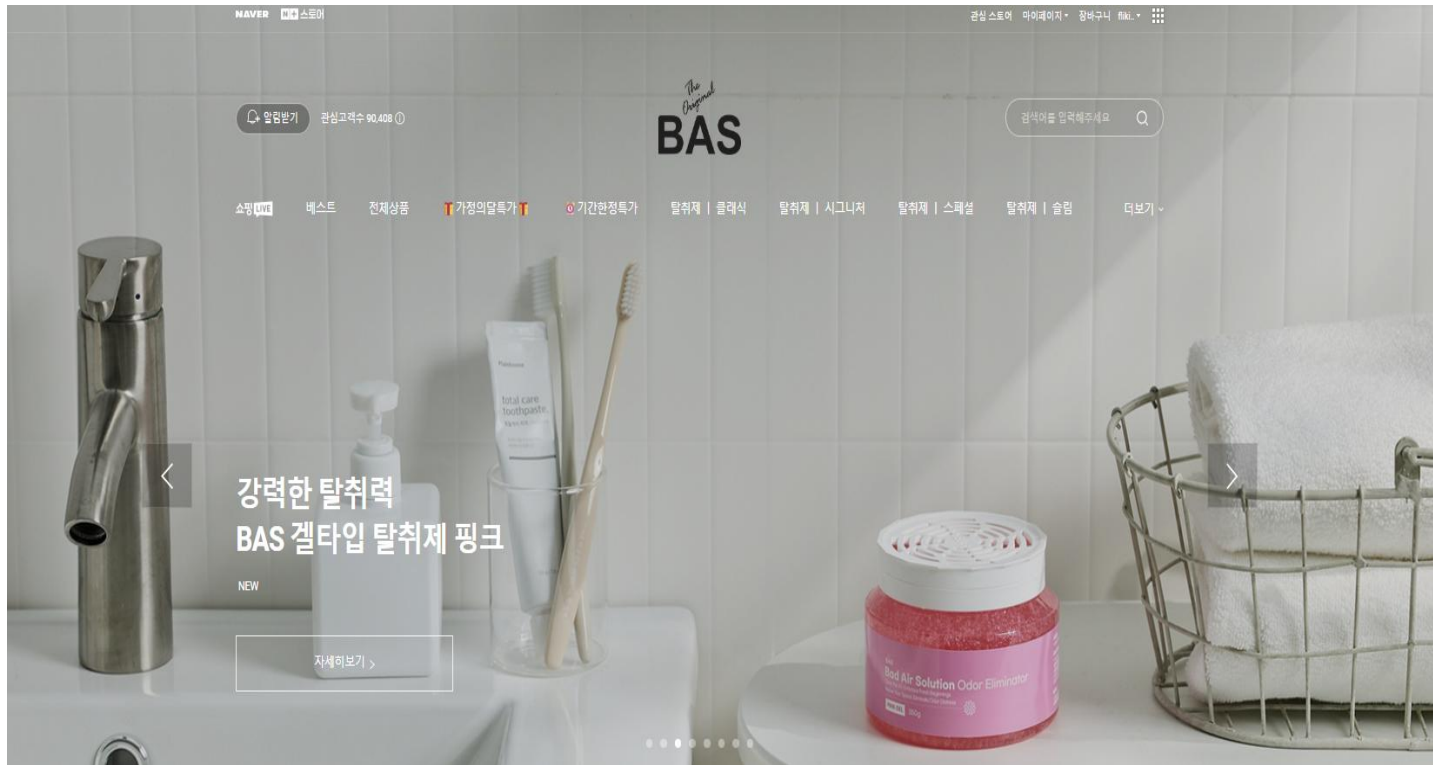 NAVER N+ 스토어
관심 스토어 마이페이지 장바구니 fliki..
알림받기 관심고객수 90,408
The
Original
BAS
검색어를 입력해주세요
쇼핑LIVE 베스트 전체상품 가정의달특가 기간한정특가 탈취제 | 클래식 탈취제 | 시그니처 탈취제 | 스페셜 탈취제 | 슬림 더보기
total care
toothpaste
강력한 탈취력
BAS 겔타입 탈취제 핑크
NEW
자세히보기
Bad Air Solution Odor Eliminator
350g